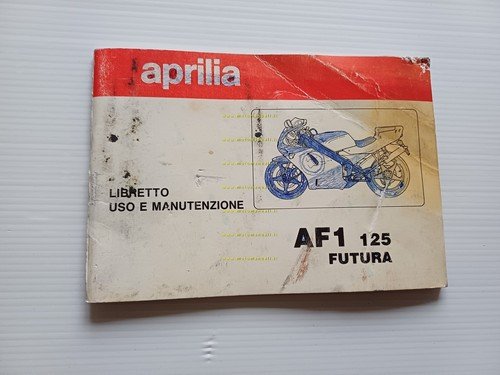 aprilia
LIBRETTO
USO E MANUTENZIONE
AF1 125
FUTURA